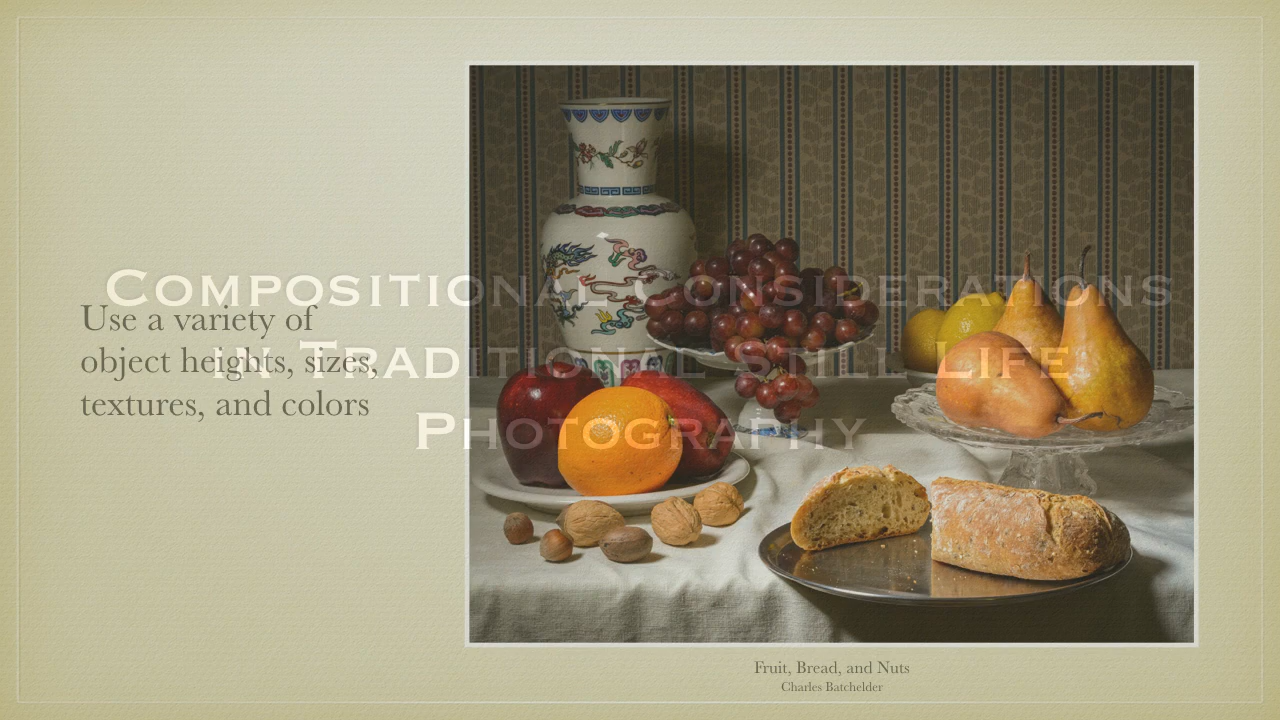 Compositional Considerations
in Traditional Still Life
Photography
Use a variety of
object heights, sizes,
textures, and colors
Fruit, Bread, and Nuts
Charles Batchelder